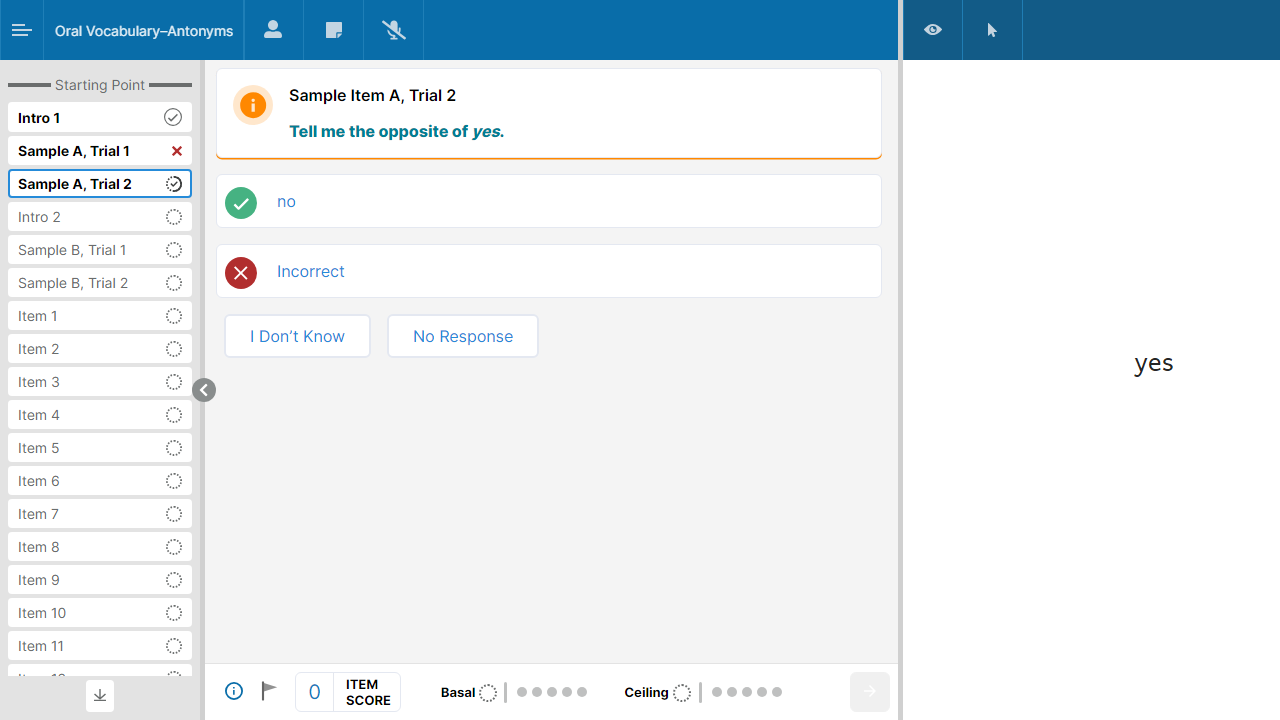 Oral Vocabulary–Antonyms
Starting Point
Intro 1
Sample A, Trial 1
Sample A, Trial 2
Intro 2
Sample B, Trial 1
Sample B, Trial 2
Item 1
Item 2
Item 3
Item 4
Item 5
Item 6
Item 7
Item 8
Item 9
Item 10
Item 11
Sample Item A, Trial 2
Tell me the opposite of yes.
no
Incorrect
I Don’t Know
No Response
0
ITEM
SCORE
Basal
Ceiling
yes